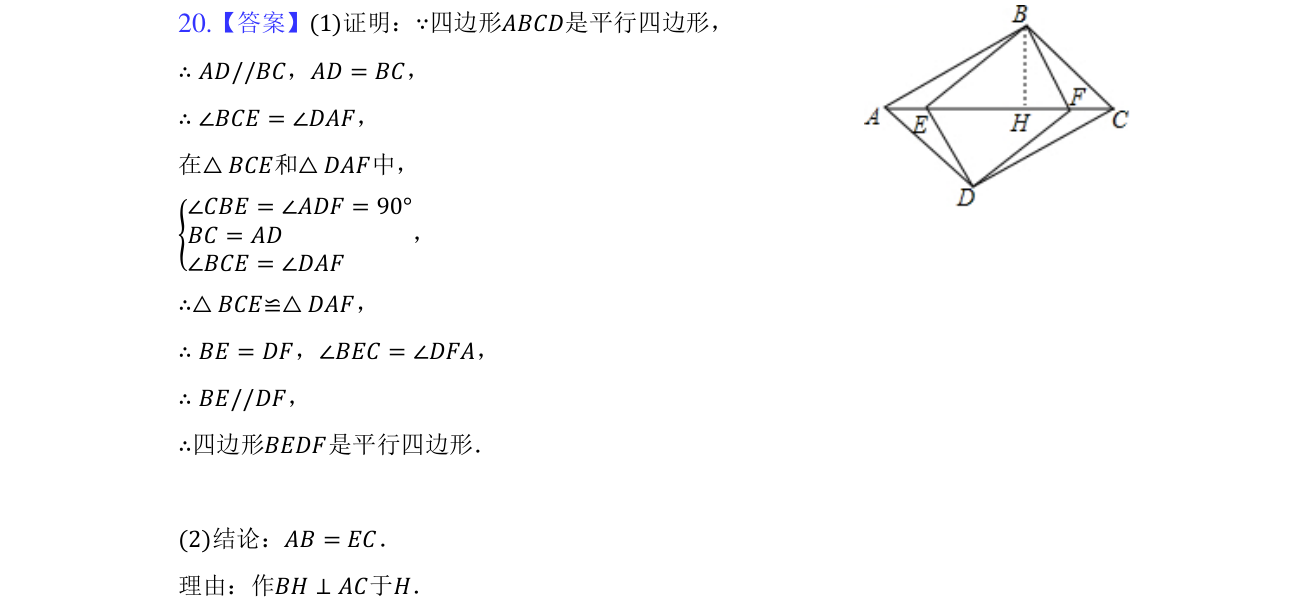 20.【答案】(1)证明：∵四边形ABCD是平行四边形，
∴ AD//BC，AD = BC，
∴ ∠BCE = ∠DAF，
在△ BCE和△ DAF中，
{∠CBE = ∠ADF = 90°
BC = AD
∠BCE = ∠DAF，
∴△ BCE≌△ DAF，
∴ BE = DF，∠BEC = ∠DFA，
∴ BE//DF，
∴四边形BEDF是平行四边形．
(2)结论：AB = EC．
理由：作BH ⊥ AC于H．
B
A
E
H
F
C
D